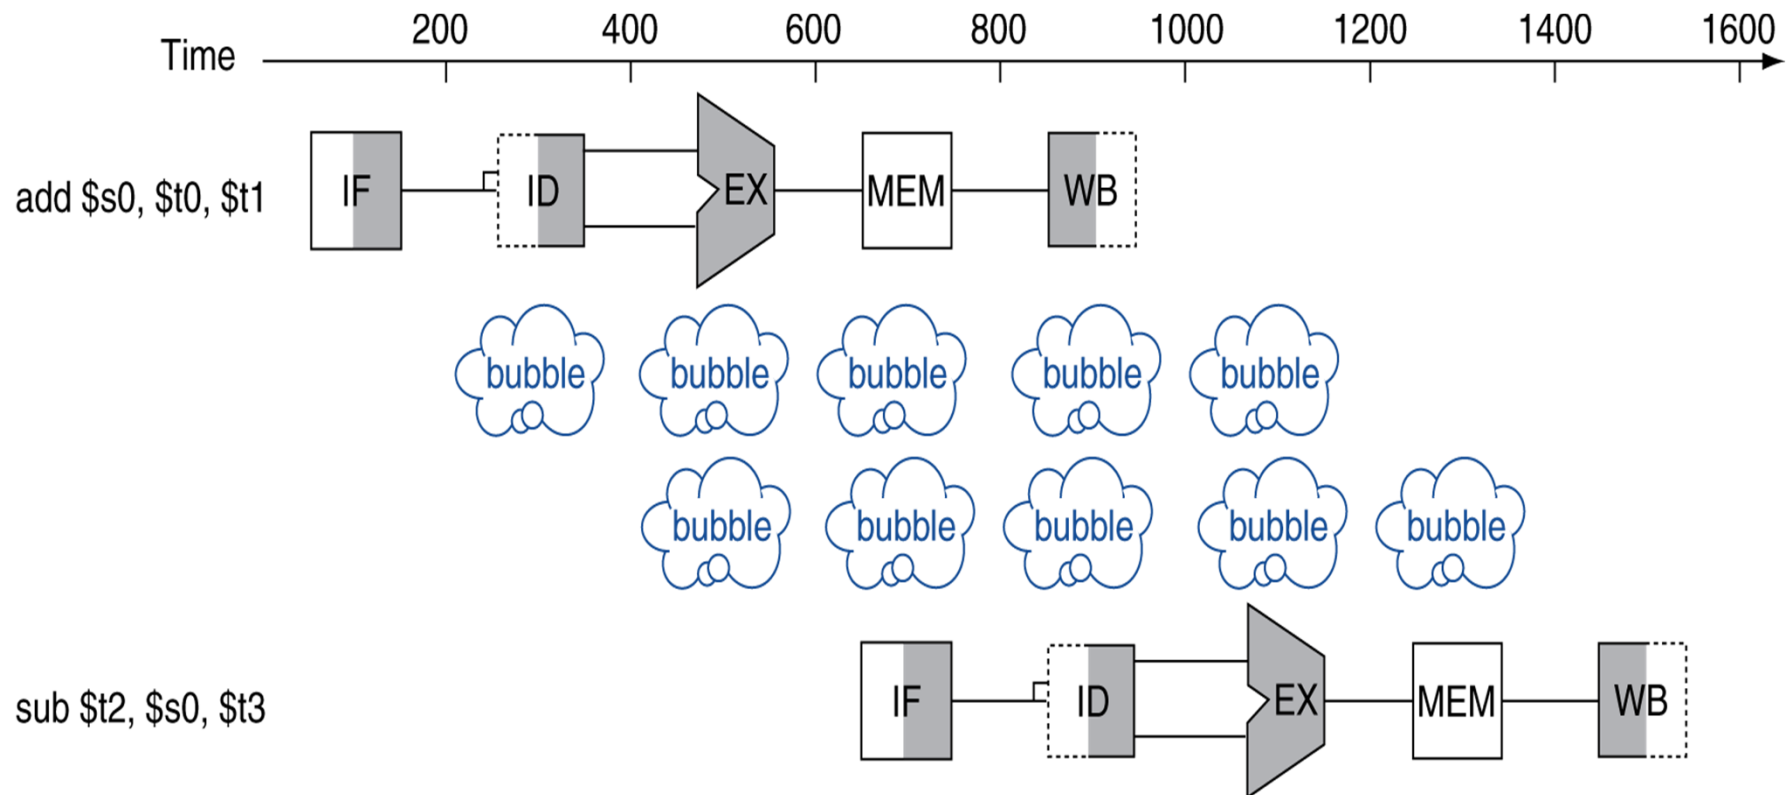 200 400 600 800 1000 1200 1400 1600
Time
add $s0, $t0, $t1
IF ID EX MEM WB
bubble bubble bubble bubble bubble
bubble bubble bubble bubble bubble
sub $t2, $s0, $t3
IF ID EX MEM WB